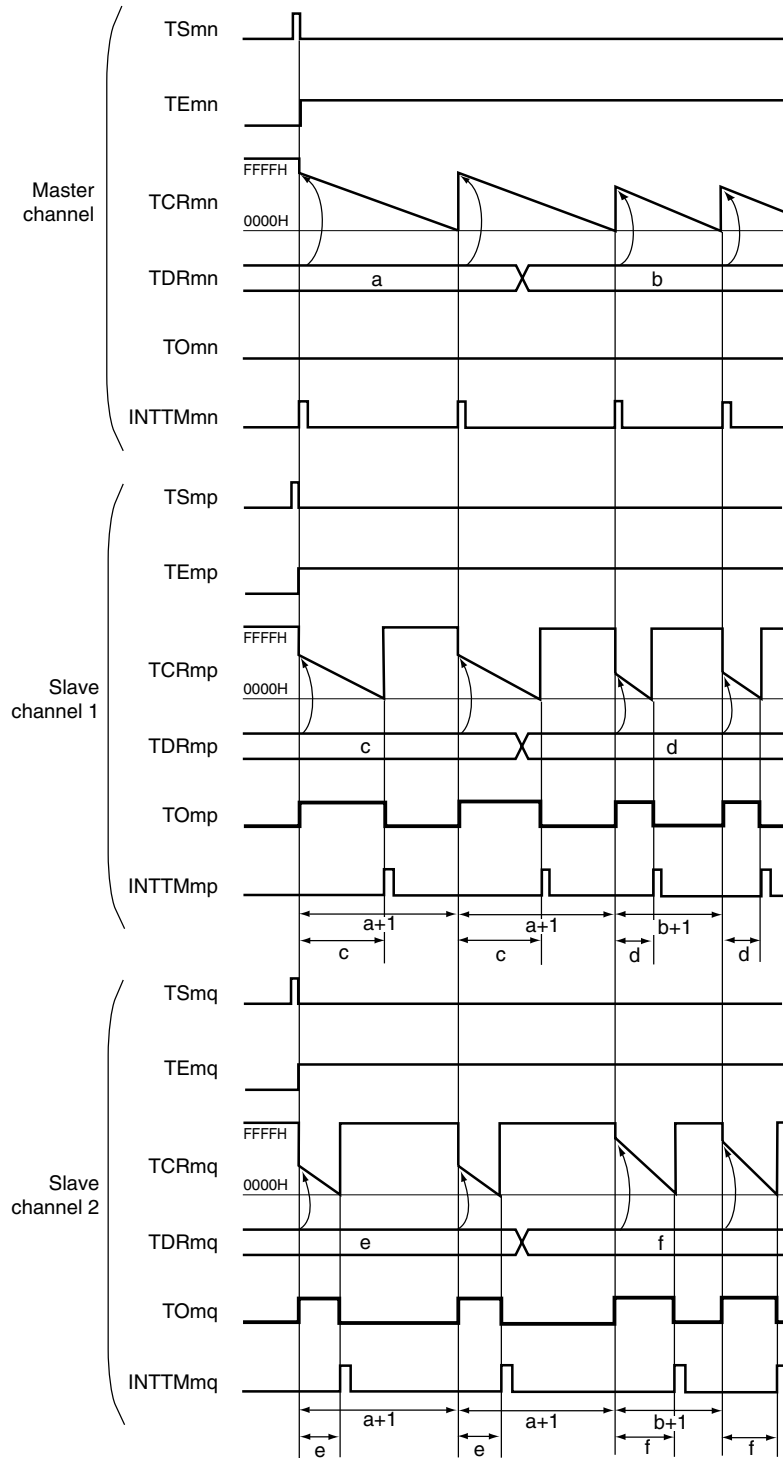 Master
channel
TSmn
TEmn
FFFFH
TCRmn
0000H
TDRmn
a
b
TOmn
INTTMmn
Slave
channel 1
TSmp
TEmp
FFFFH
TCRmp
0000H
TDRmp
c
d
TOmp
INTTMmp
a+1
a+1
b+1
c
c
d
d
Slave
channel 2
TSmq
TEmq
FFFFH
TCRmq
0000H
TDRmq
e
f
TOmq
INTTMmq
a+1
a+1
b+1
e
e
f
f